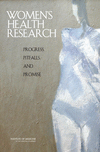 WOMEN'S
HEALTH
RESEARCH
PROGRESS,
PITFALLS,
AND
PROMISE